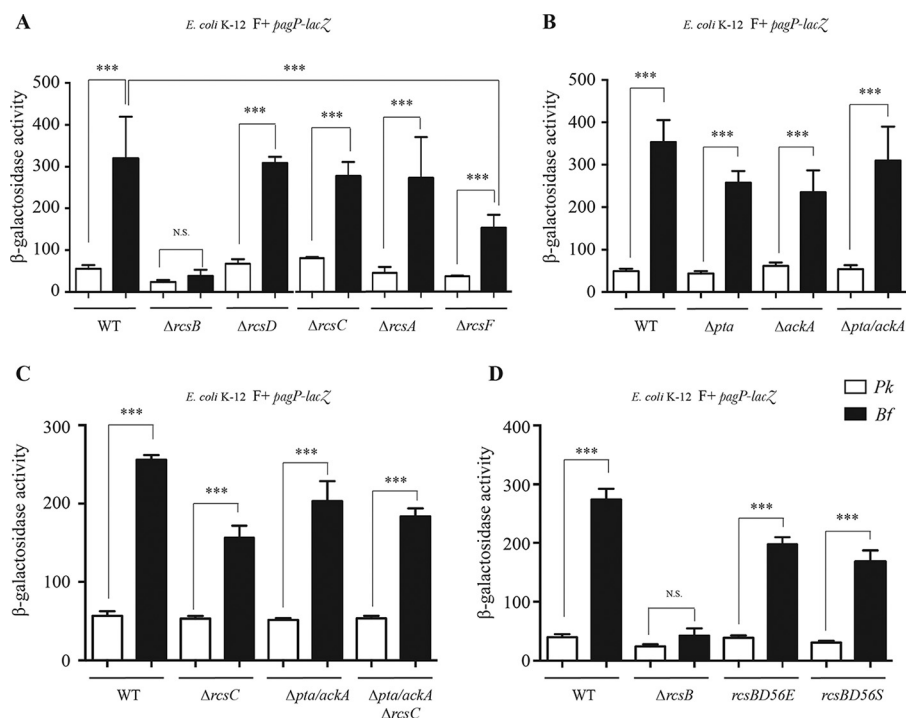 A
E. coli K-12 F+ pagP-lacZ
***
***
***
***
***
***
N.S.
β-galactosidase activity
500
400
300
200
100
0
WT
ΔrcsB
ΔrcsD
ΔrcsC
ΔrcsA
ΔrcsF
B
E. coli K-12 F+ pagP-lacZ
***
***
***
***
β-galactosidase activity
500
400
300
200
100
0
WT
Δpta
ΔackA
Δpta/ackA
C
E. coli K-12 F+ pagP-lacZ
***
***
***
***
β-galactosidase activity
300
200
100
0
WT
ΔrcsC
Δpta/ackA
Δpta/ackA
ΔrcsC
D
E. coli K-12 F+ pagP-lacZ
Pk
Bf
***
N.S.
***
***
β-galactosidase activity
400
300
200
100
0
WT
ΔrcsB
rcsBD56E
rcsBD56S